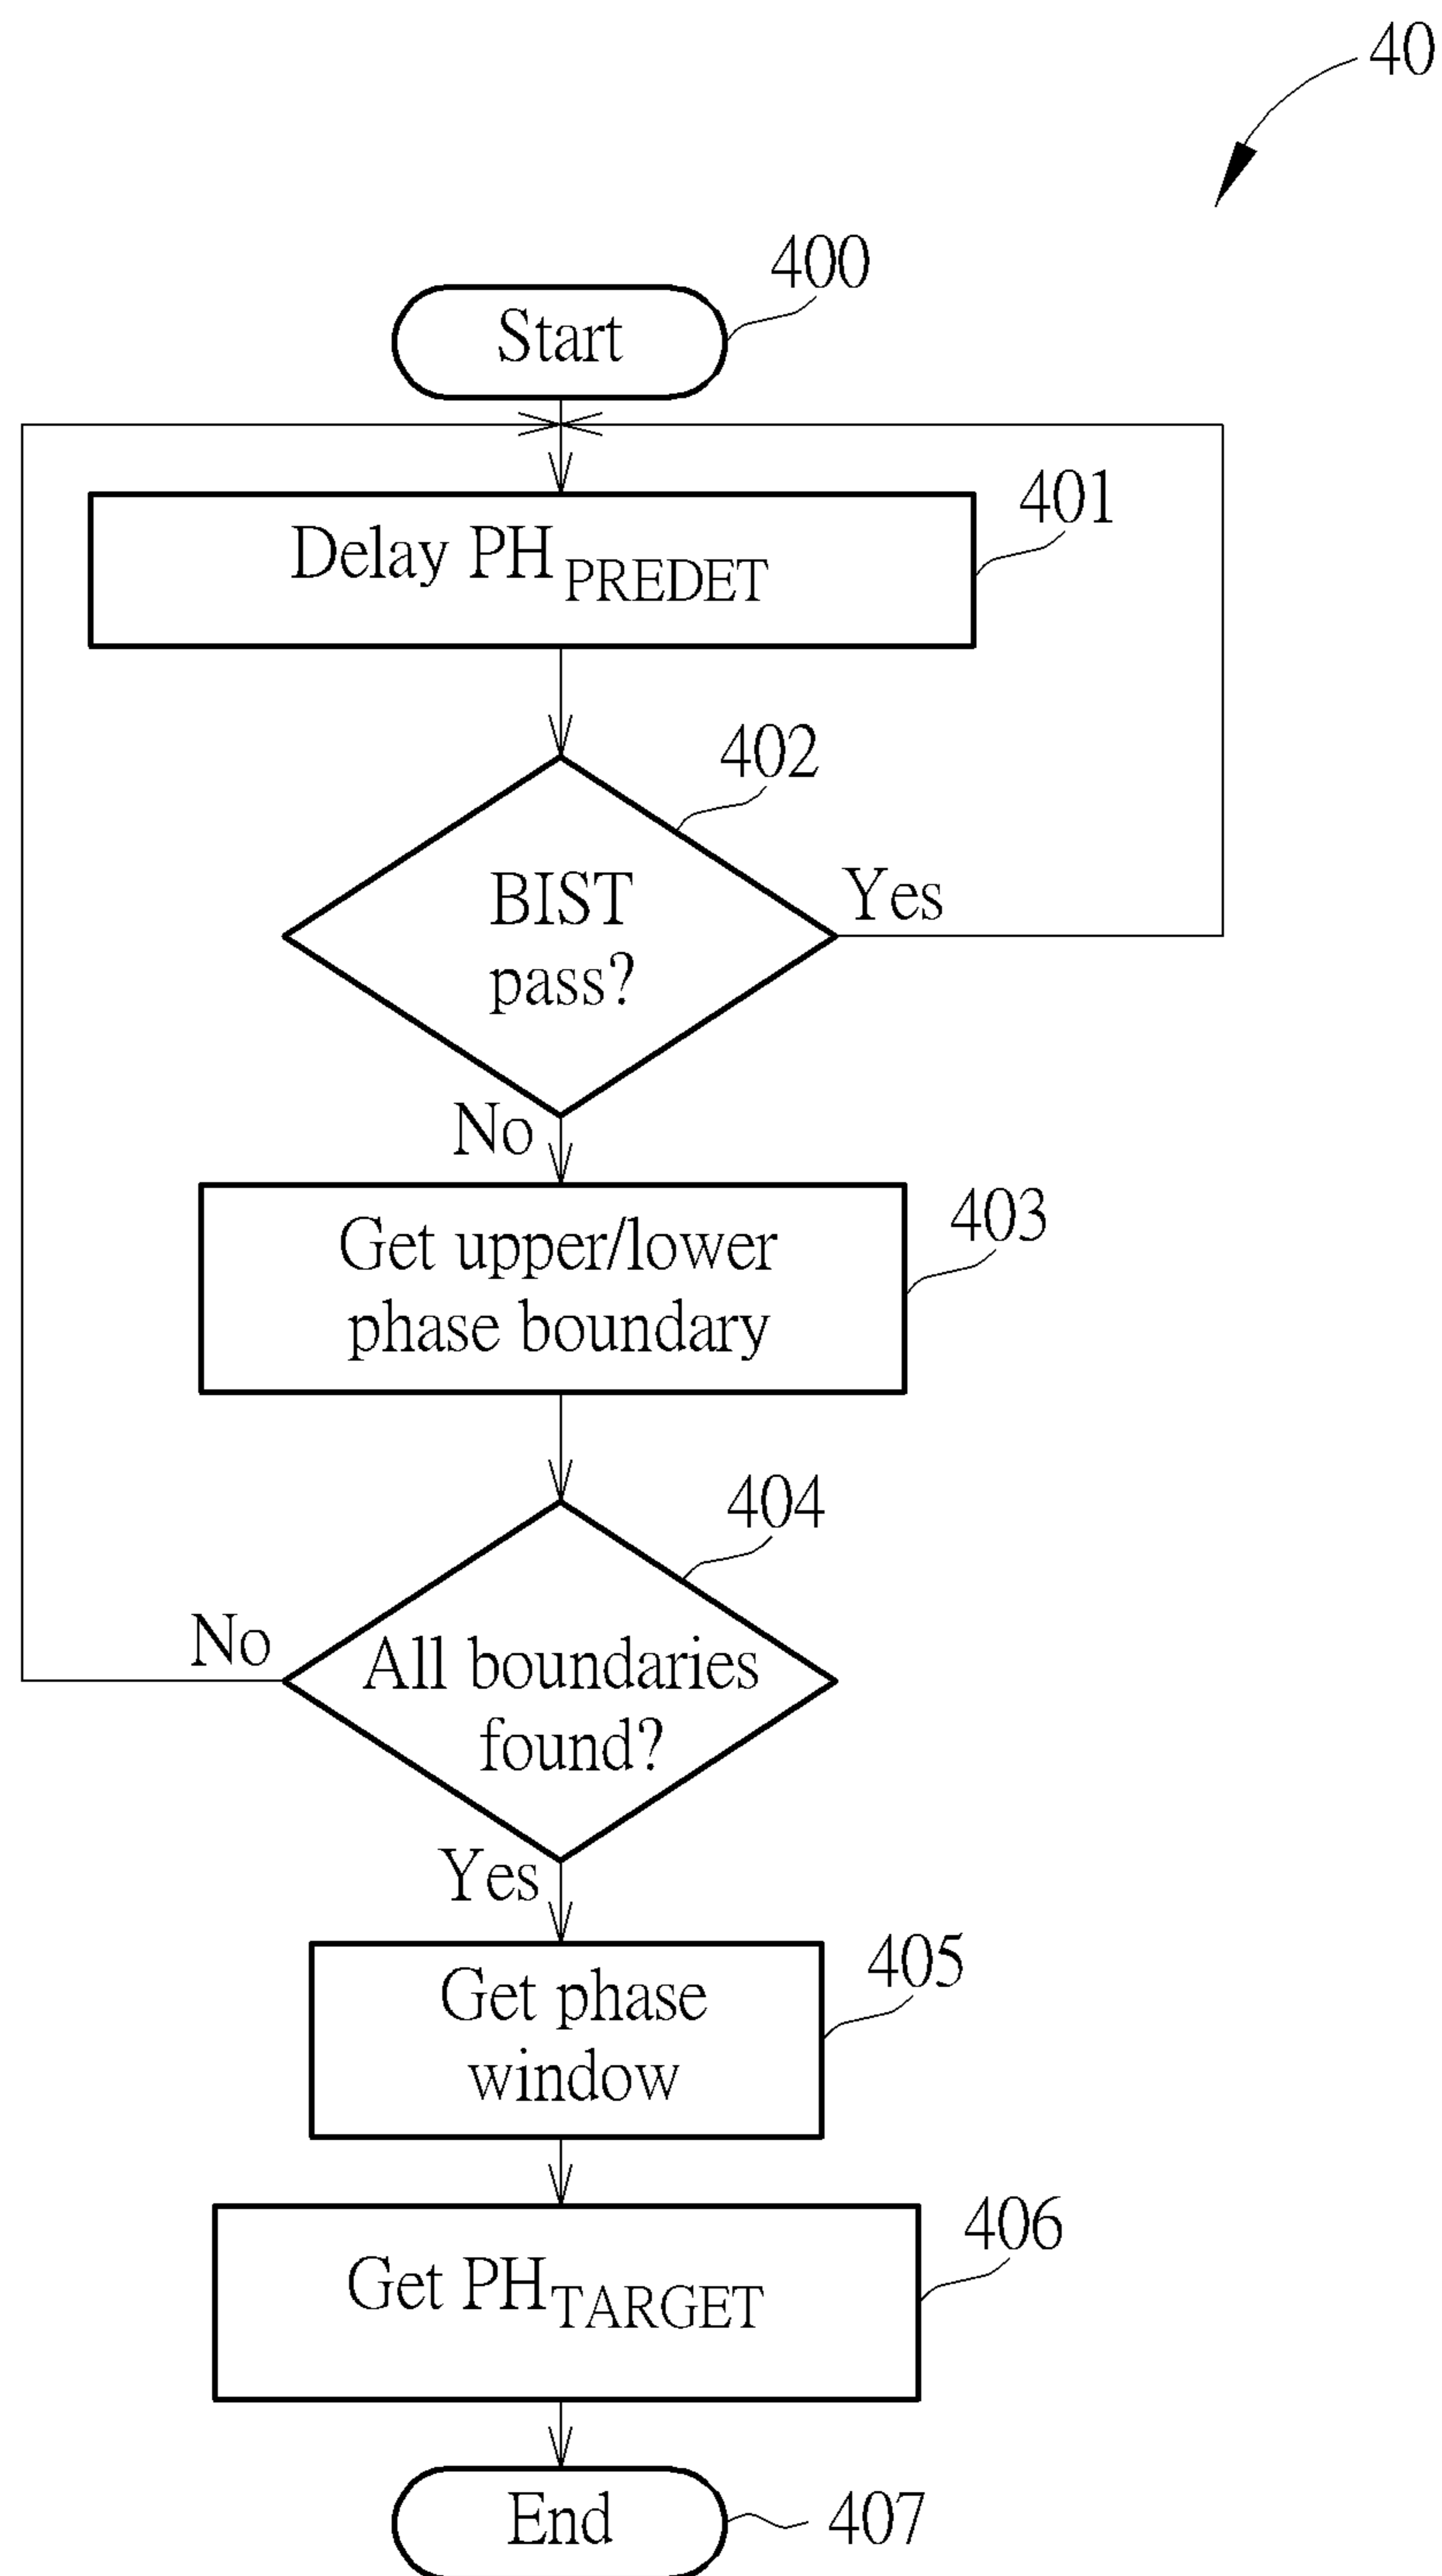 40
400
Start
401
Delay PH PREDET
402
BIST
pass?
Yes
No
403
Get upper/lower
phase boundary
404
No
All boundaries
found?
Yes
405
Get phase
window
406
Get PH TARGET
End
407